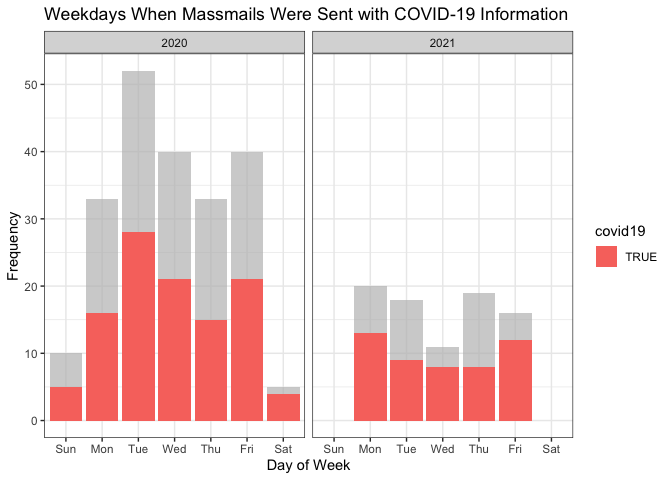 Weekdays When Massmails Were Sent with COVID-19 Information
2020
2021
50
40
30
20
10
0
Frequency
Sun Mon Tue Wed Thu Fri Sat
Sun Mon Tue Wed Thu Fri Sat
Day of Week
covid19
TRUE